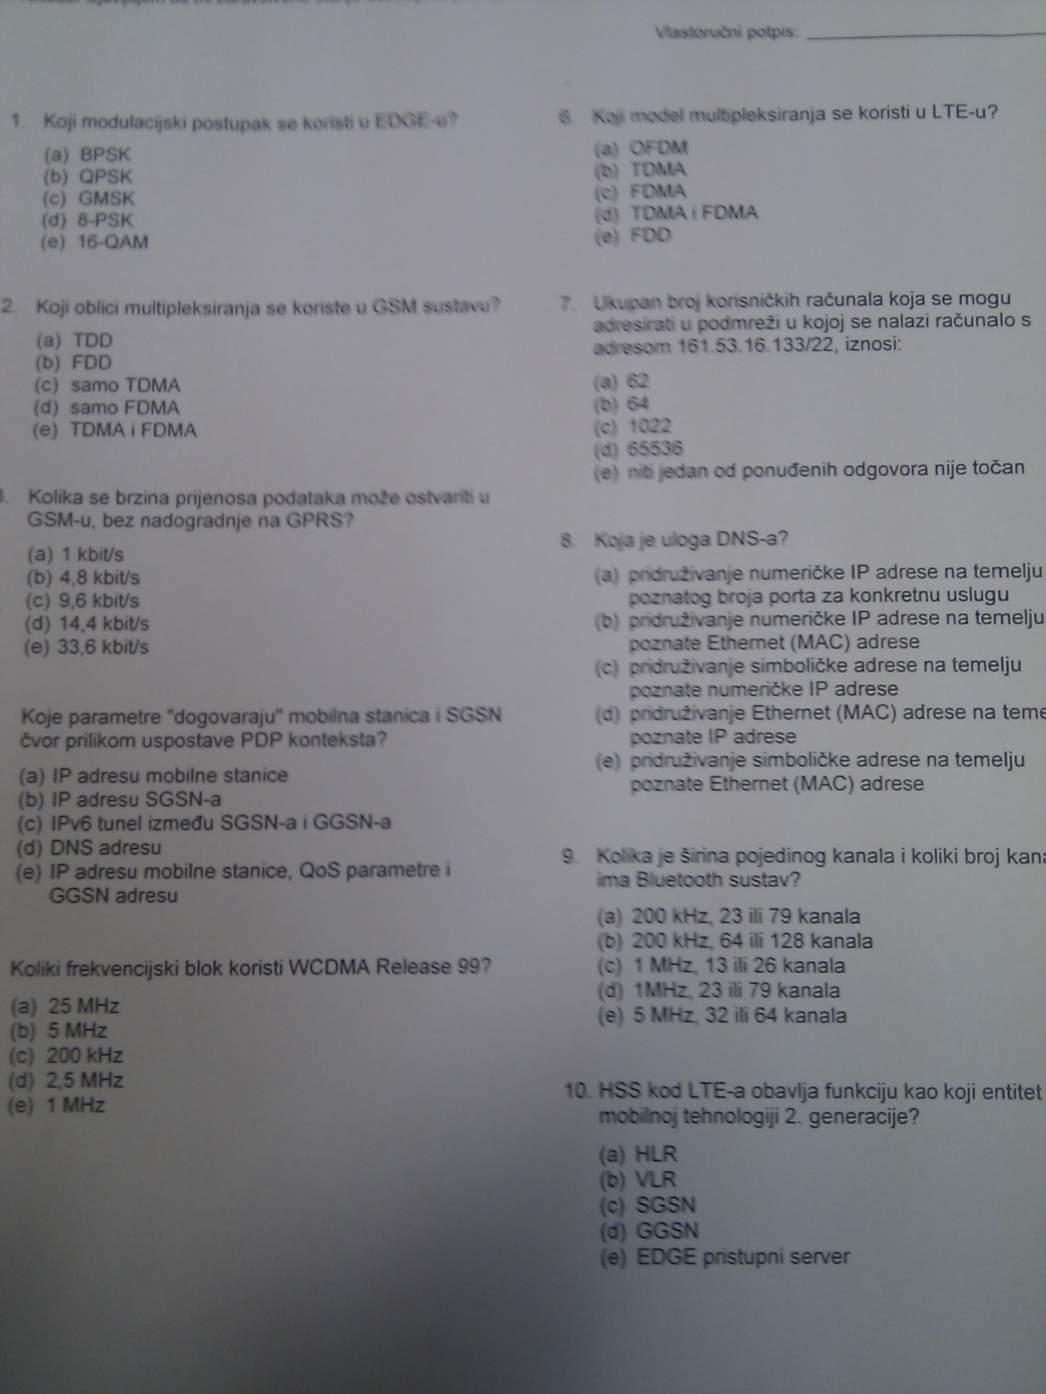 Vlastoručni potpis:
1. Koji modulacijski postupak se koristi u EDGE-u?
(a) BPSK
(b) QPSK
(c) GMSK
(d) 8-PSK
(e) 16-QAM
2. Koji oblici multipleksiranja se koriste u GSM sustavu?
(a) TDD
(b) FDD
(c) samo TDMA
(d) samo FDMA
(e) TDMA i FDMA
3. Kolika se brzina prijenosa podataka može ostvariti u
GSM-u, bez nadogradnje na GPRS?
(a) 1 kbit/s
(b) 4,8 kbit/s
(c) 9,6 kbit/s
(d) 14,4 kbit/s
(e) 33,6 kbit/s
Koje parametre "dogovaraju" mobilna stanica i SGSN
čvor prilikom uspostave PDP konteksta?
(a) IP adresu mobilne stanice
(b) IP adresu SGSN-a
(c) IPv6 tunel između SGSN-a i GGSN-a
(d) DNS adresu
(e) IP adresu mobilne stanice, QoS parametre i
GGSN adresu
Koliki frekvencijski blok koristi WCDMA Release 99?
(a) 25 MHz
(b) 5 MHz
(c) 200 kHz
(d) 2,5 MHz
(e) 1 MHz
6. Koji model multipleksiranja se koristi u LTE-u?
(a) OFDM
(b) TDMA
(c) FDMA
(d) TDMA i FDMA
(e) FDD
7. Ukupan broj korisničkih računala koja se mogu
adresirati u podmreži u kojoj se nalazi računalo s
adresom 161.53.16.133/22, iznosi:
(a) 62
(b) 64
(c) 1022
(d) 65536
(e) niti jedan od ponuđenih odgovora nije točan
8. Koja je uloga DNS-a?
(a) pridruživanje numeričke IP adrese na temelju
poznatog broja porta za konkretnu uslugu
(b) pridruživanje numeričke IP adrese na temelju
poznate Ethernet (MAC) adrese
(c) pridruživanje simboličke adrese na temelju
poznate numeričke IP adrese
(d) pridruživanje Ethernet (MAC) adrese na teme
poznate IP adrese
(e) pridruživanje simboličke adrese na temelju
poznate Ethernet (MAC) adrese
9. Kolika je širina pojedinog kanala i koliki broj kana
ima Bluetooth sustav?
(a) 200 kHz, 23 ili 79 kanala
(b) 200 kHz, 64 ili 128 kanala
(c) 1 MHz, 13 ili 26 kanala
(d) 1MHz, 23 ili 79 kanala
(e) 5 MHz, 32 ili 64 kanala
10. HSS kod LTE-a obavlja funkciju kao koji entitet
mobilnoj tehnologiji 2. generacije?
(a) HLR
(b) VLR
(c) SGSN
(d) GGSN
(e) EDGE pristupni server